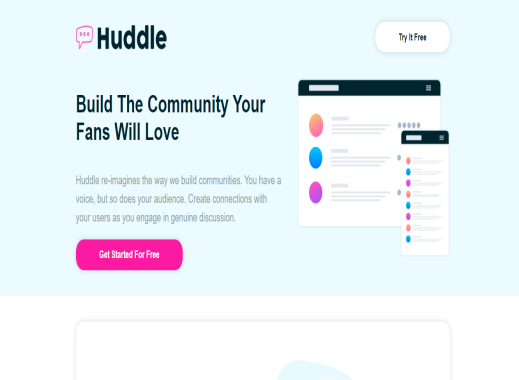 Huddle
Try It Free
Build The Community Your
Fans Will Love
Huddle re-imagines the way we build communities. You have a
voice, but so does your audience. Create connections with
your users as you engage in genuine discussion.
Get Started For Free